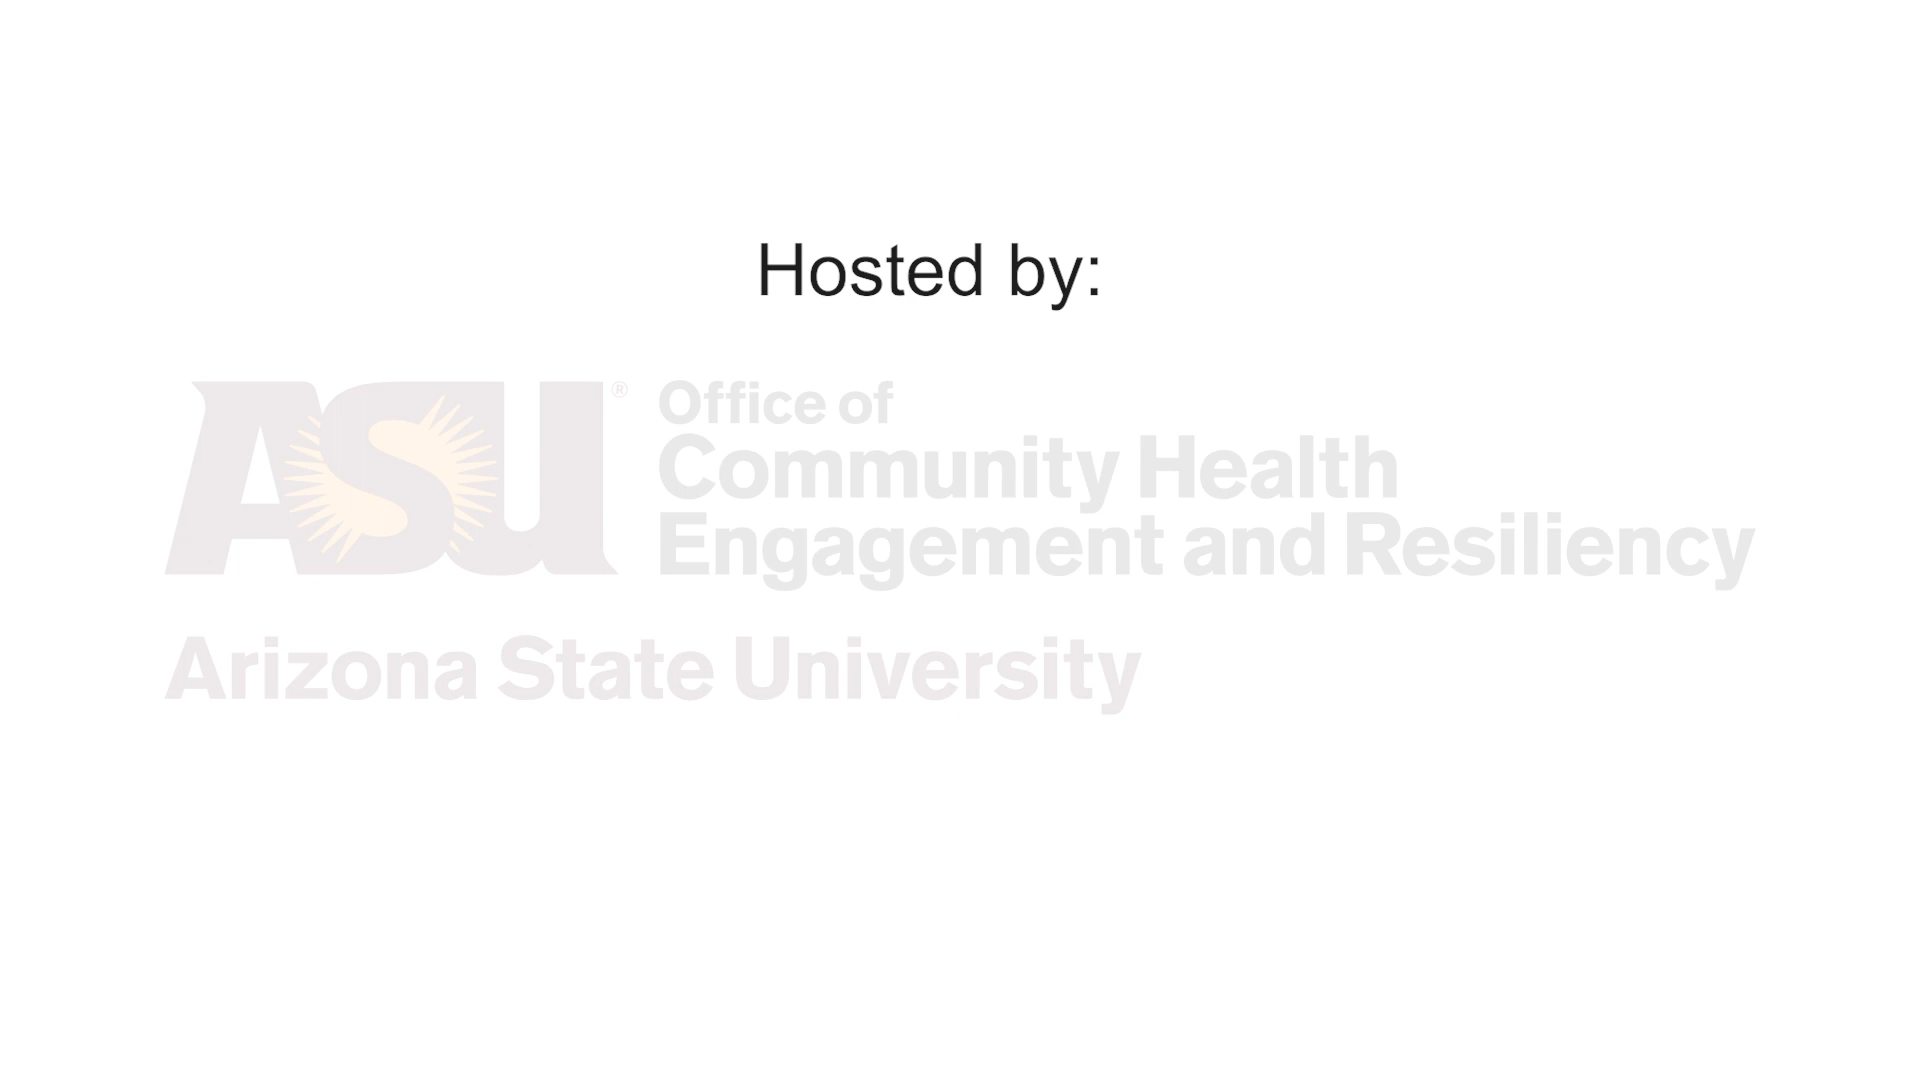 Hosted by:
ASU®
Office of
Community Health
Engagement and Resiliency
Arizona State University